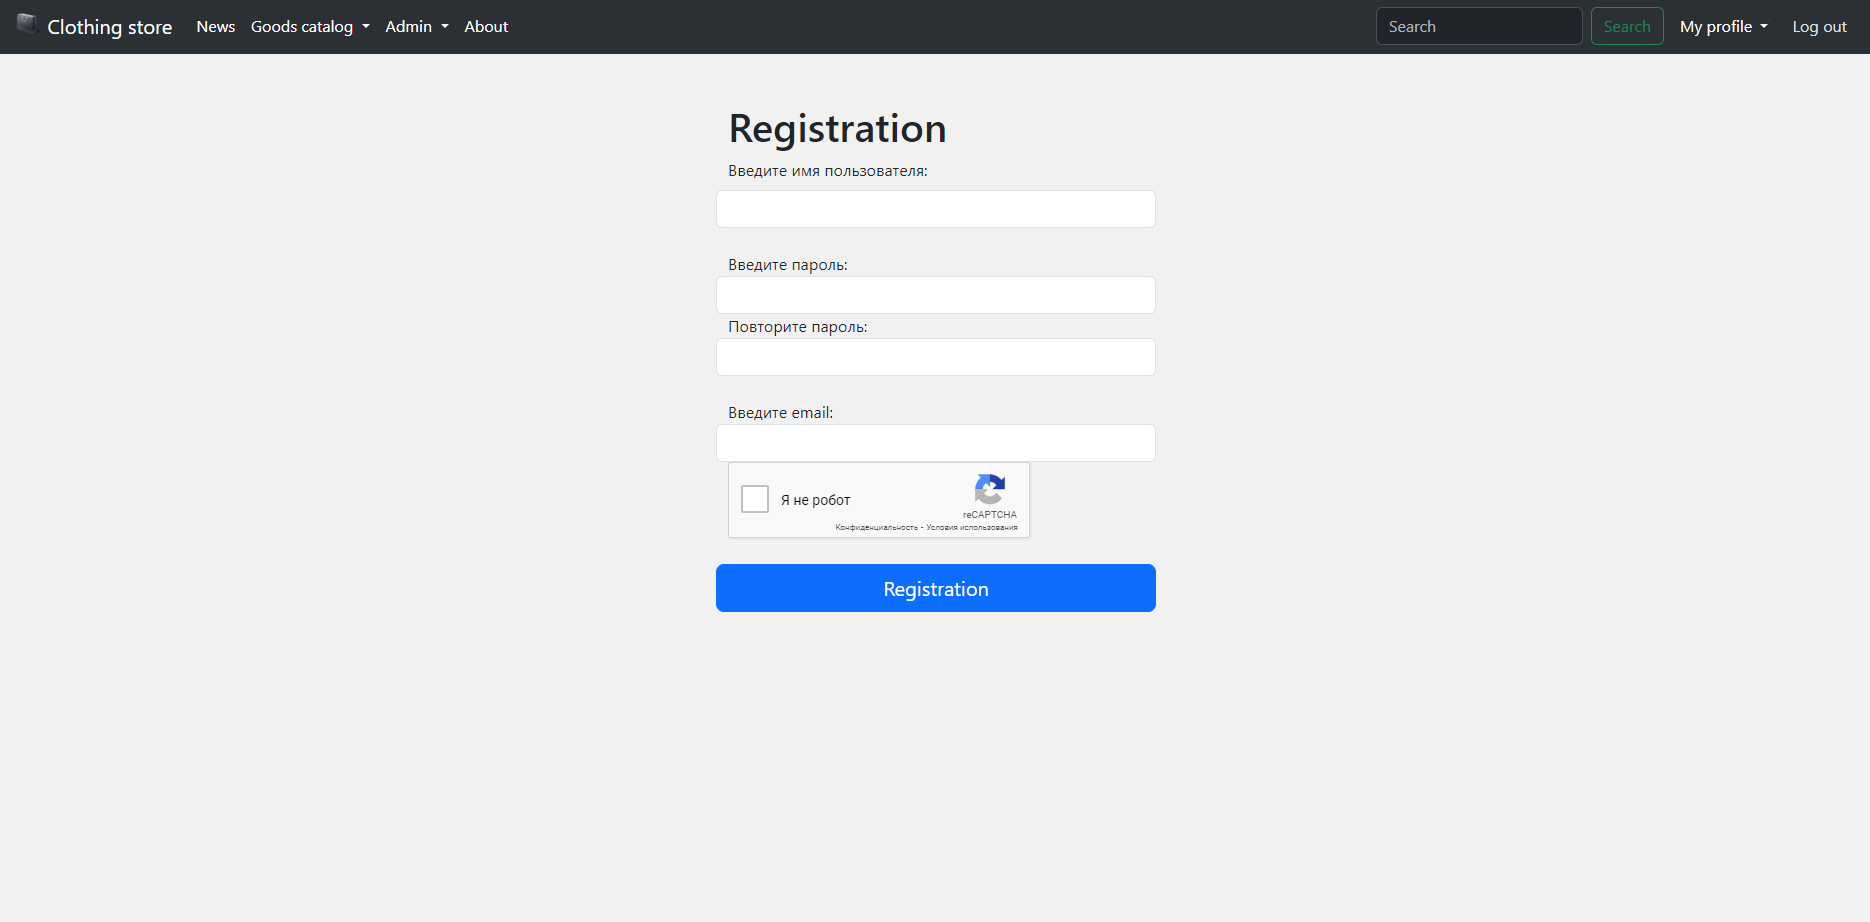 Clothing store News Goods catalog Admin About Search Search My profile Log out
Registration
Введите имя пользователя:
Введите пароль:
Повторите пароль:
Введите email:
Я не робот
reCAPTCHA
Конфиденциальность - Условия использования
Registration